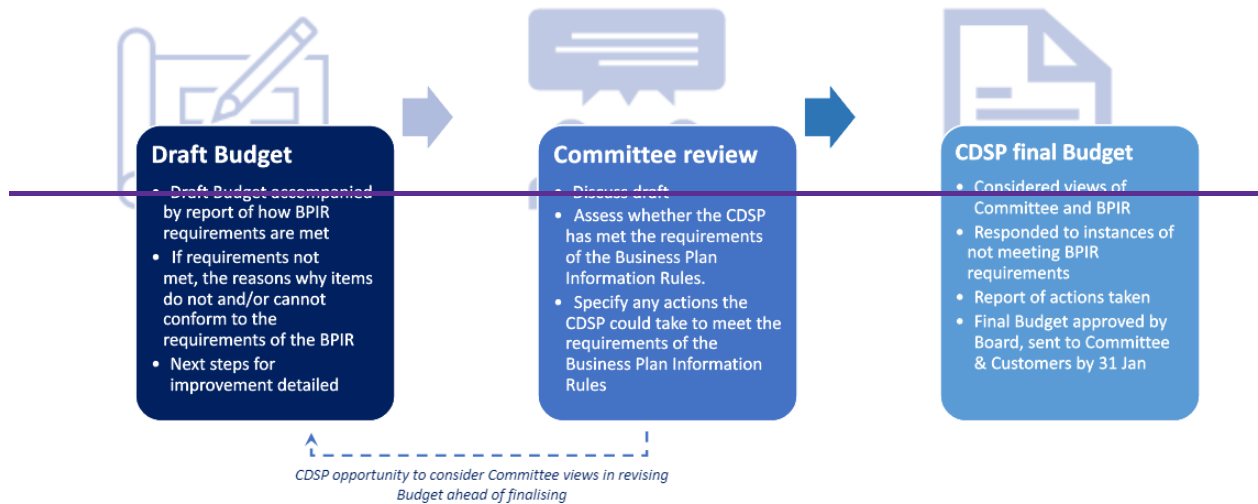 Draft Budget
• Draft Budget accompanied
by report of how BPIR
requirements are met
• If requirements not
met, the reasons why items
do not and/or cannot
conform to the
requirements of the BPIR
• Next steps for
improvement detailed
Committee review
• Discuss draft
• Assess whether the CDSP
has met the requirements
of the Business Plan
Information Rules.
• Specify any actions the
CDSP could take to meet the
requirements of the
Business Plan Information
Rules
CDSP final Budget
• Considered views of
Committee and BPIR
• Responded to instances of
not meeting BPIR
requirements
• Report of actions taken
• Final Budget approved by
Board, sent to Committee
& Customers by 31 Jan
CDSP opportunity to consider Committee views in revising
Budget ahead of finalising